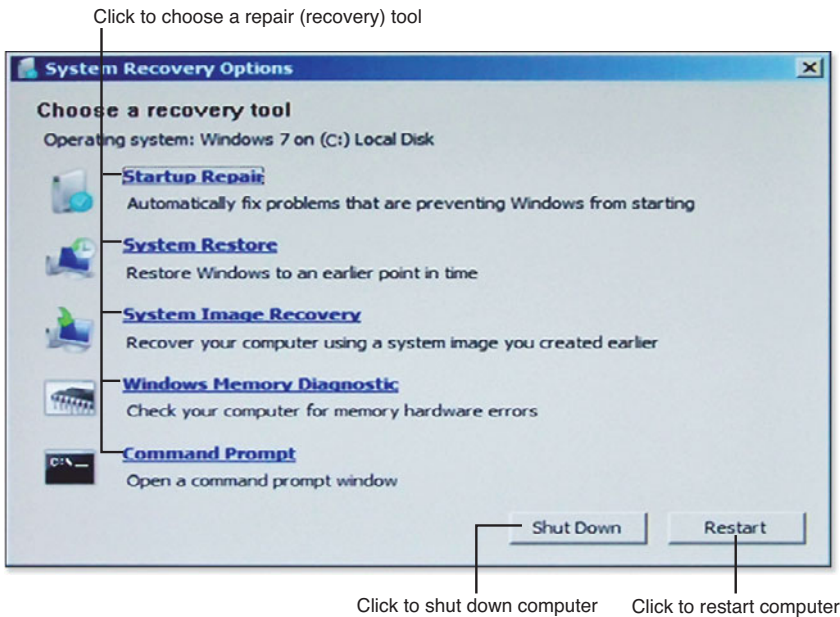 Click to choose a repair (recovery) tool
System Recovery Options
Choose a recovery tool
Operating system: Windows 7 on (C:) Local Disk
Startup Repair
Automatically fix problems that are preventing Windows from starting
System Restore
Restore Windows to an earlier point in time
System Image Recovery
Recover your computer using a system image you created earlier
Windows Memory Diagnostic
Check your computer for memory hardware errors
C:\_
Command Prompt
Open a command prompt window
Shut Down
Restart
Click to shut down computer
Click to restart computer